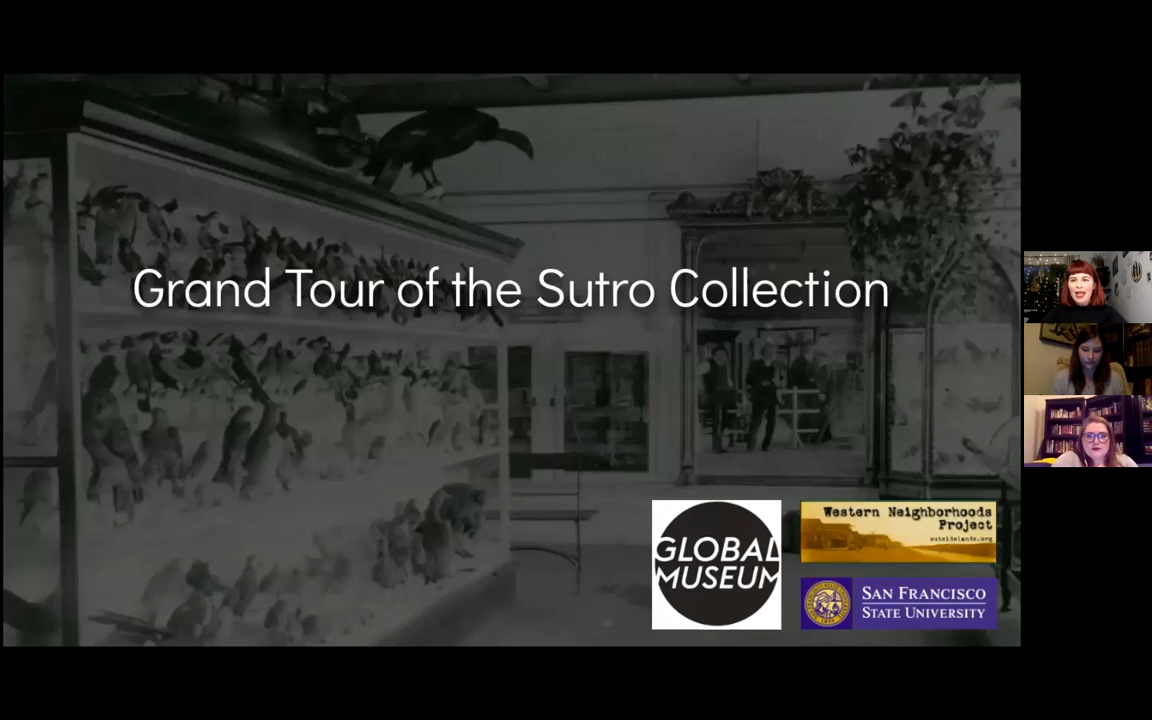 Grand Tour of the Sutro Collection
GLOBAL
MUSEUM
Western Neighborhoods
Project
outsidelands.org
SAN FRANCISCO
STATE UNIVERSITY